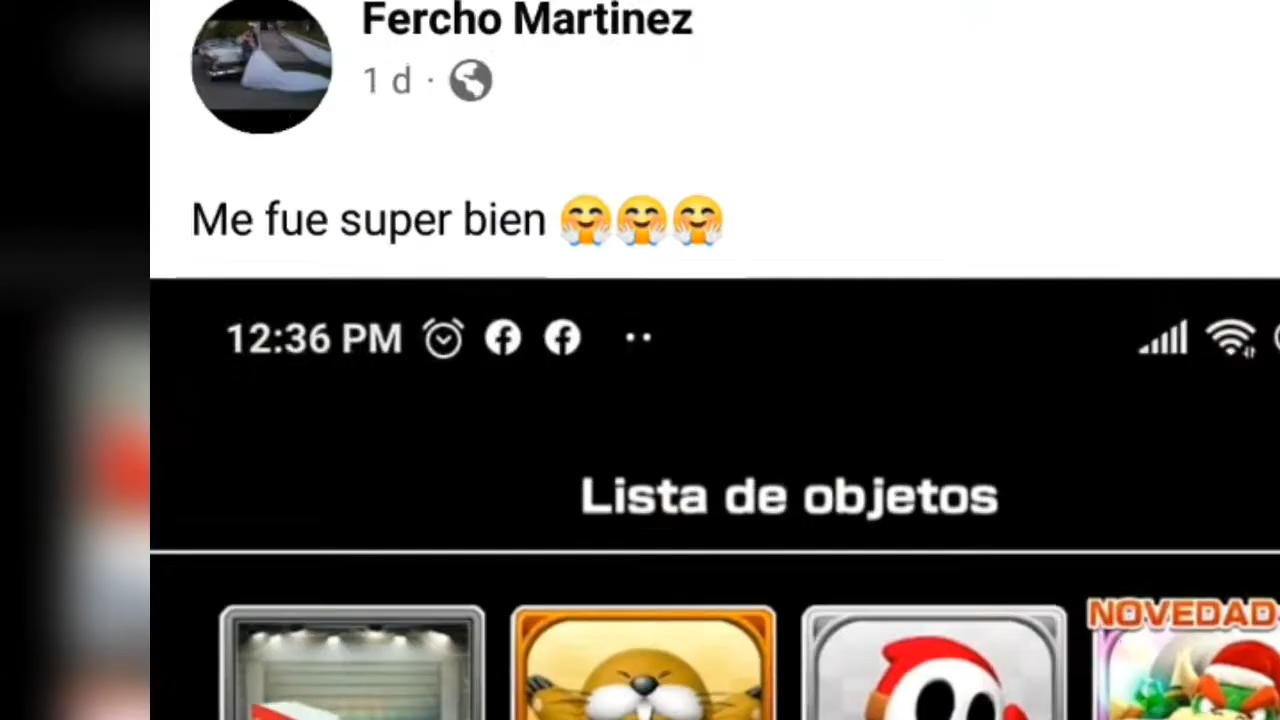 Fercho Martinez
1 d ·
Me fue super bien 🤗🤗🤗
12:36 PM
Lista de objetos
NOVEDAD